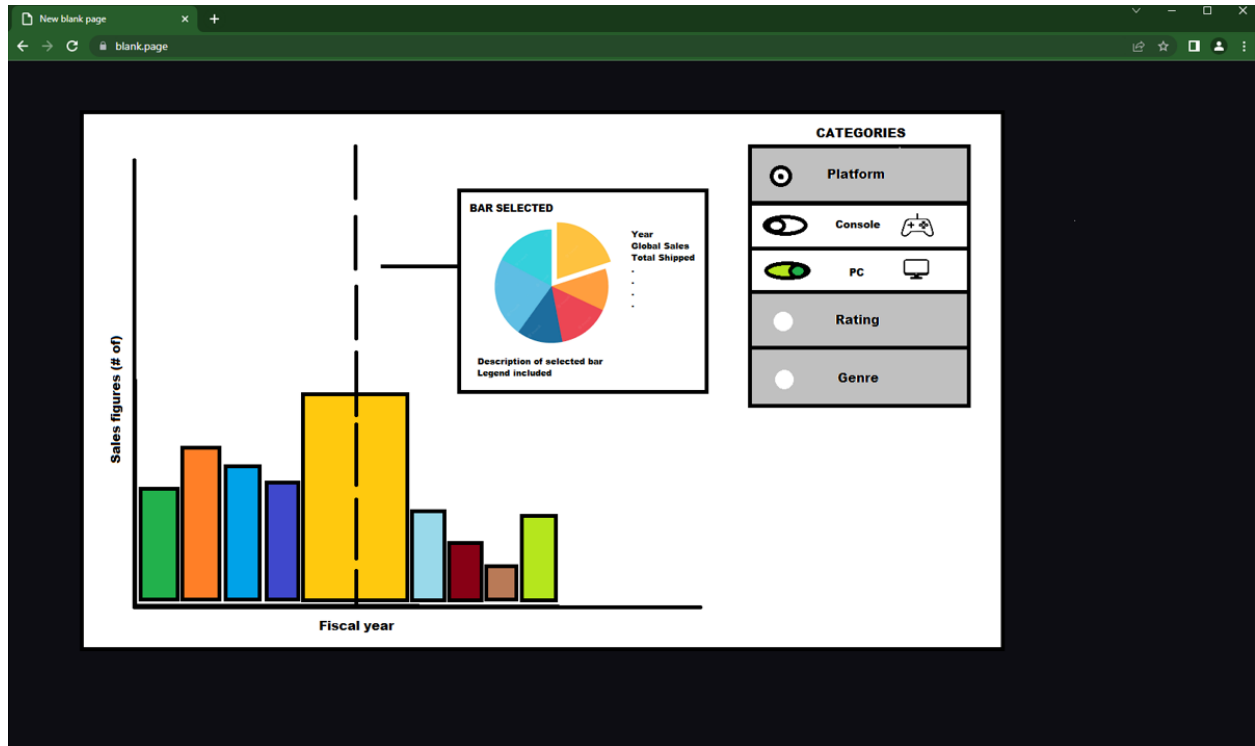 New blank page
blank.page
CATEGORIES
Platform
Console
PC
Rating
Genre
BAR SELECTED
Year
Global Sales
Total Shipped
.
.
.
.
Description of selected bar
Legend included
Sales figures (# of)
Fiscal year